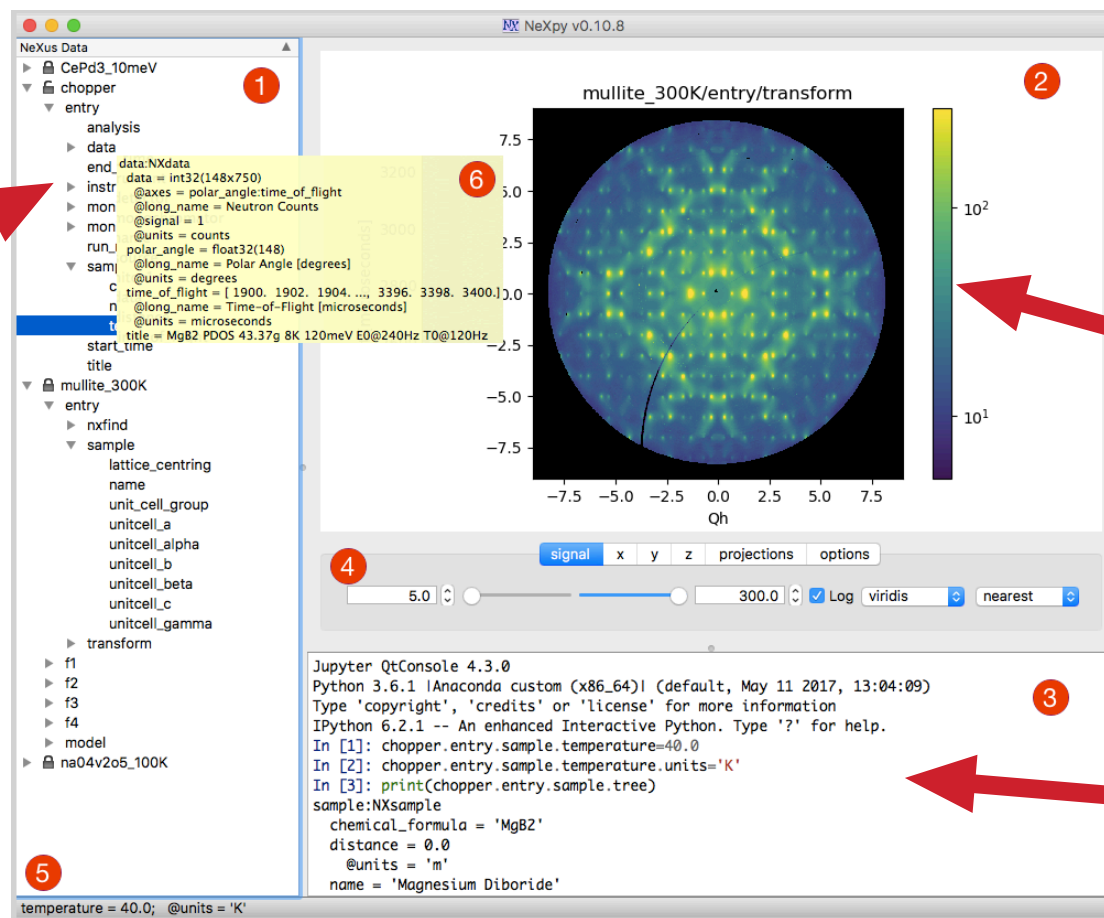 NX NeXpy v0.10.8
NeXus Data
CePd3_10meV
chopper
entry
analysis
data
end_
instr
mon
mon
run_
sam
c
n
te
start_time
title
mullite_300K
entry
nxfind
sample
lattice_centring
name
unit_cell_group
unitcell_a
unitcell_alpha
unitcell_b
unitcell_beta
unitcell_c
unitcell_gamma
transform
f1
f2
f3
f4
model
na04v2o5_100K
1
data:NXdata
data = int32(148x750)
@axes = polar_angle:time_of_flight
@long_name = Neutron Counts
@signal = 1
@units = counts
polar_angle = float32(148)
@long_name = Polar Angle [degrees]
@units = degrees
time_of_flight = [ 1900. 1902. 1904. ..., 3396. 3398. 3400.]
@long_name = Time-of-Flight [microseconds]
@units = microseconds
title = MgB2 PDOS 43.37g 8K 120meV E0@240Hz T0@120Hz
6
3200
3000
2
mullite_300K/entry/transform
7.5
5.0
2.5
0.0
−2.5
−5.0
−7.5
−7.5 −5.0 −2.5 0.0 2.5 5.0 7.5
Qh
10²
10¹
4
signal x y z projections options
5.0 300.0 Log viridis nearest
3
Jupyter QtConsole 4.3.0
Python 3.6.1 |Anaconda custom (x86_64)| (default, May 11 2017, 13:04:09)
Type 'copyright', 'credits' or 'license' for more information
IPython 6.2.1 -- An enhanced Interactive Python. Type '?' for help.
In [1]: chopper.entry.sample.temperature=40.0
In [2]: chopper.entry.sample.temperature.units='K'
In [3]: print(chopper.entry.sample.tree)
sample:NXsample
chemical_formula = 'MgB2'
distance = 0.0
@units = 'm'
name = 'Magnesium Diboride'
5
temperature = 40.0; @units = 'K'